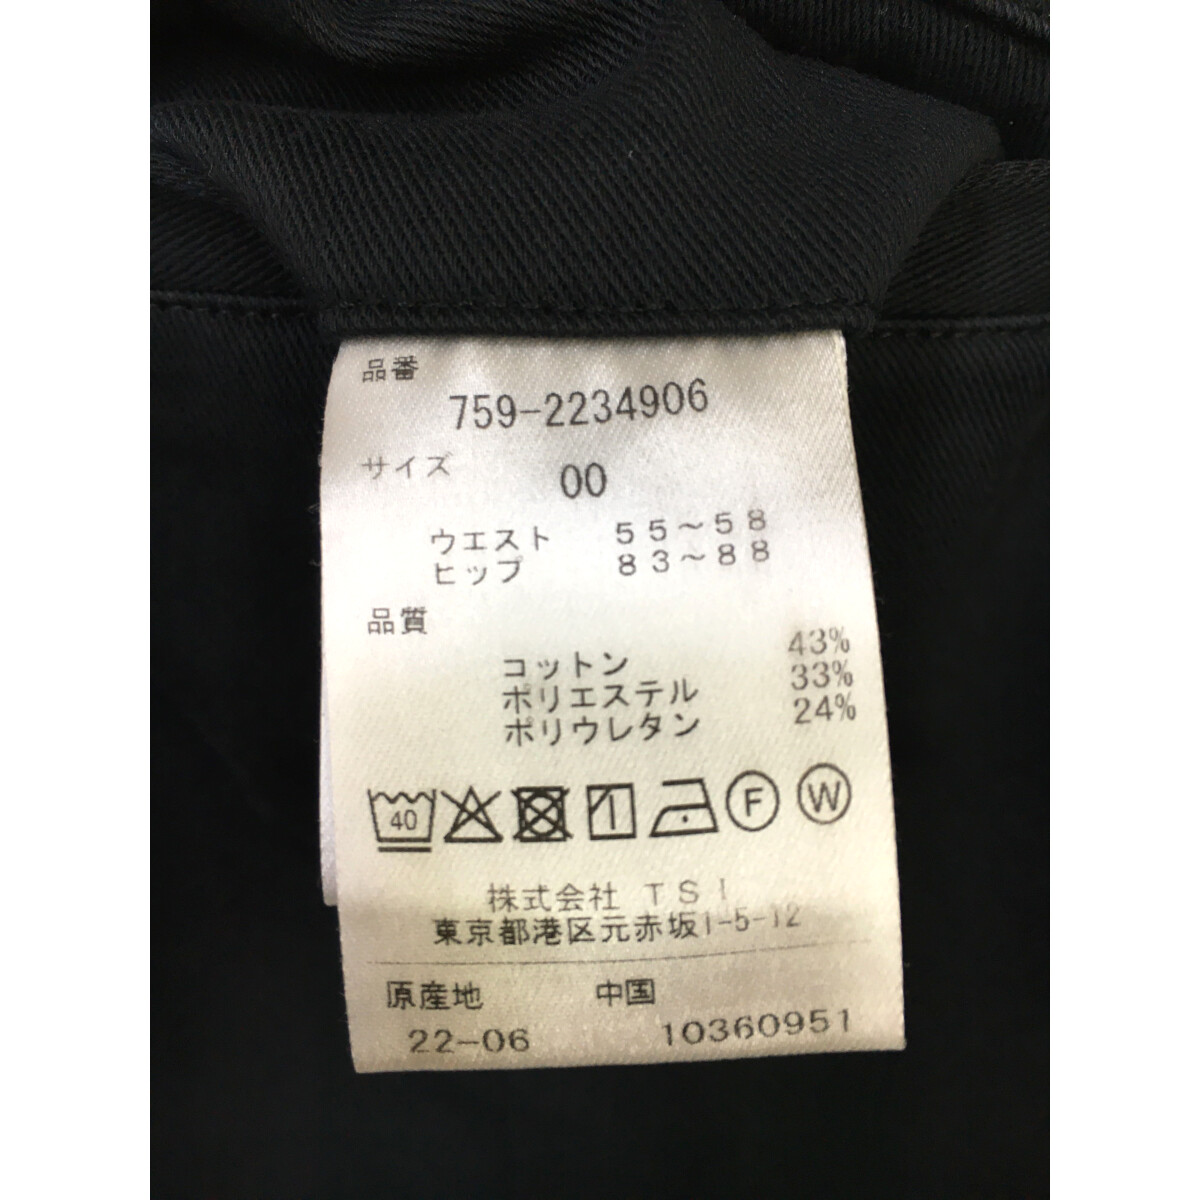 品番
759-2234906
サイズ
00
ウエスト 55~58
ヒップ 83~88
品質
コットン 43%
ポリエステル 33%
ポリウレタン 24%
40 F W
株式会社 TSI
東京都港区元赤坂1-5-12
原産地 中国
22-06 10360951